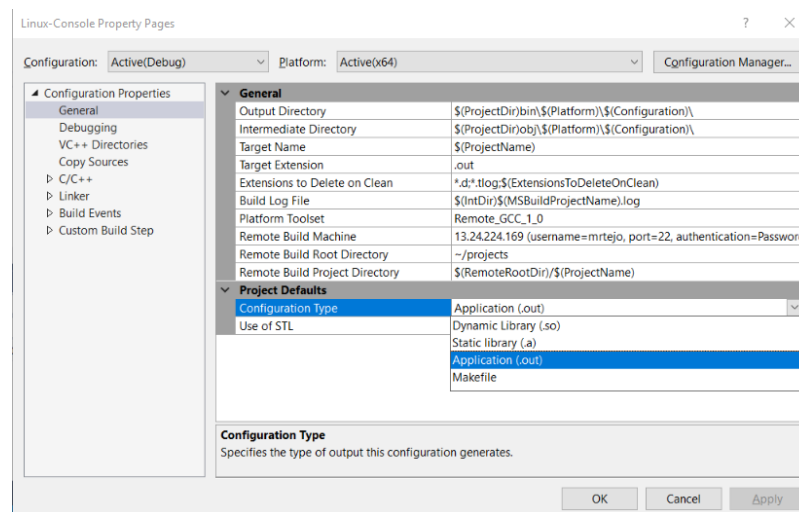 Linux-Console Property Pages ? ×
Configuration: Active(Debug) Platform: Active(x64) Configuration Manager...
Configuration Properties
General
Debugging
VC++ Directories
Copy Sources
C/C++
Linker
Build Events
Custom Build Step
General
Output Directory $(ProjectDir)bin\$(Platform)\$(Configuration)\
Intermediate Directory $(ProjectDir)obj\$(Platform)\$(Configuration)\
Target Name $(ProjectName)
Target Extension .out
Extensions to Delete on Clean *.d;*.tlog;$(ExtensionsToDeleteOnClean)
Build Log File $(IntDir)$(MSBuildProjectName).log
Platform Toolset Remote_GCC_1_0
Remote Build Machine 13.24.224.169 (username=mrtejo, port=22, authentication=Passwor
Remote Build Root Directory ~/projects
Remote Build Project Directory $(RemoteRootDir)/$(ProjectName)
Project Defaults
Configuration Type Application (.out)
Use of STL
Dynamic Library (.so)
Static library (.a)
Application (.out)
Makefile
Configuration Type
Specifies the type of output this configuration generates.
OK Cancel Apply